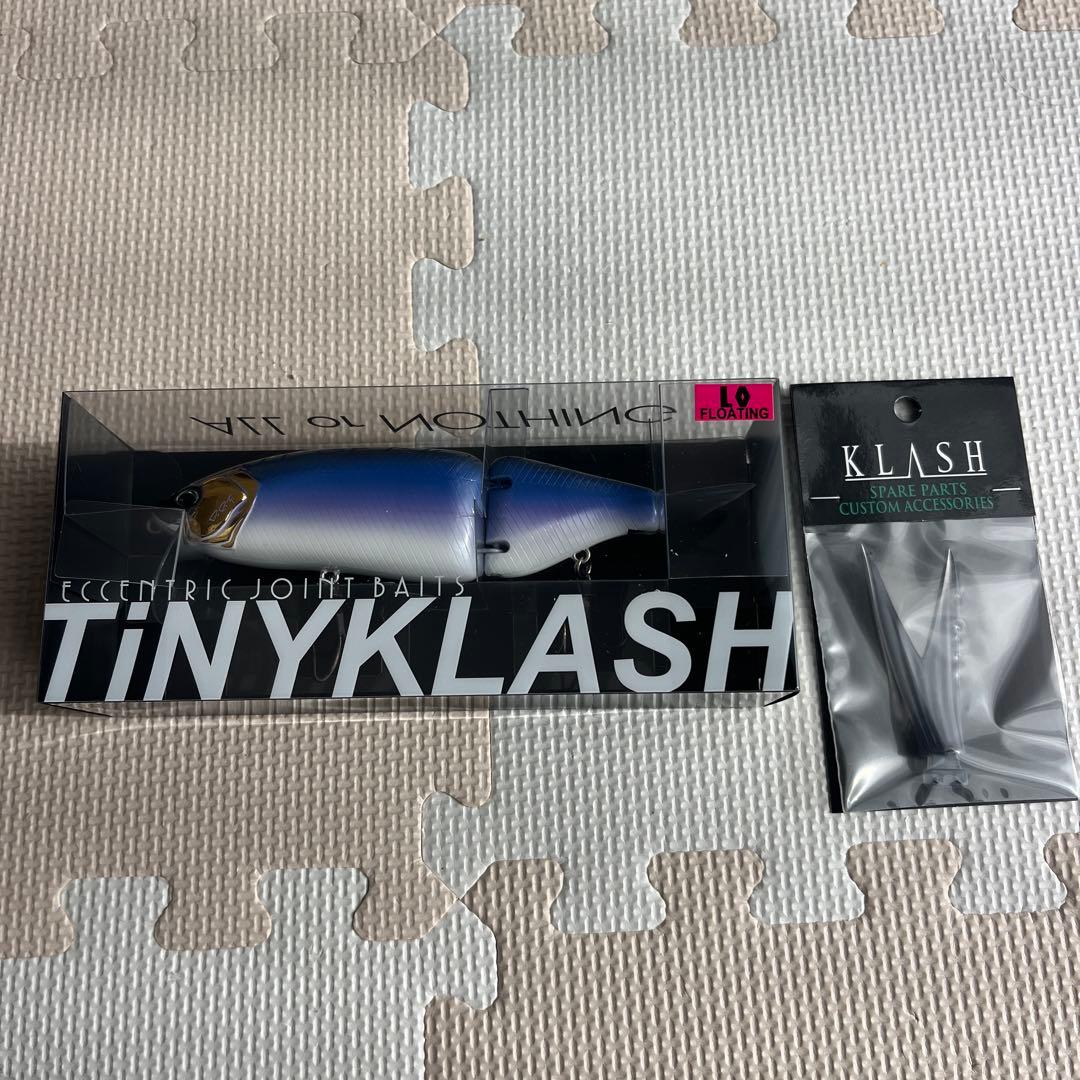 ALL or NOTHING
LO
FLOATING
ECCENTRIC JOINT BAITS
TiNYKLASH
KLASH
SPARE PARTS
CUSTOM ACCESSORIES